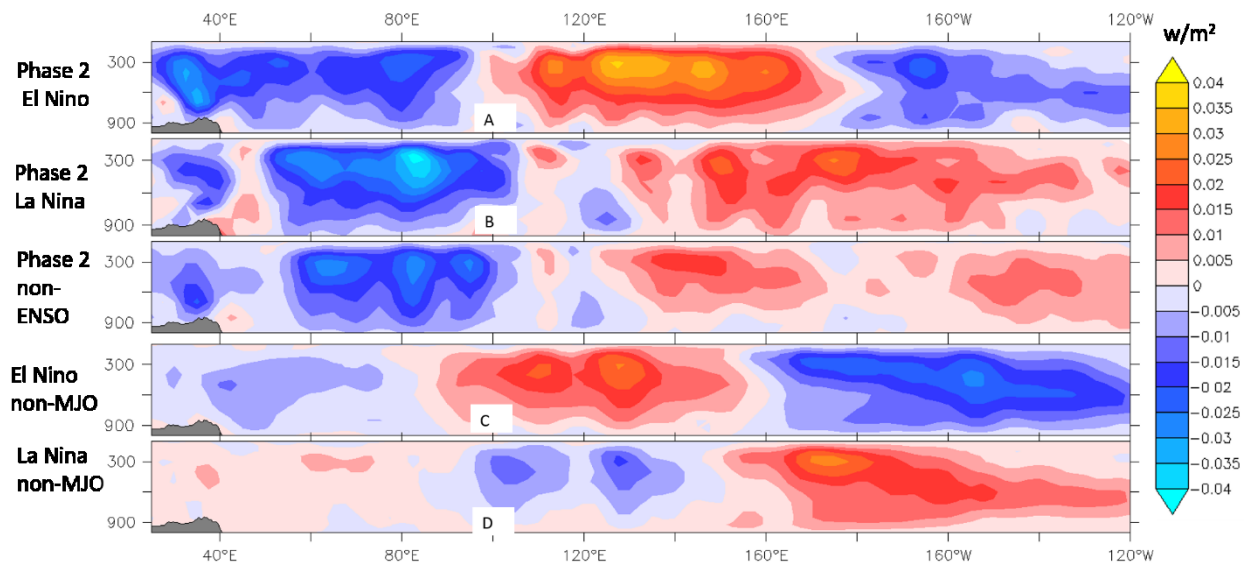 40°E 80°E 120°E 160°E 160°W 120°W
w/m²
Phase 2
El Nino
300
900
A
Phase 2
La Nina
300
900
B
Phase 2
non-
ENSO
300
900
El Nino
non-MJO
300
900
C
La Nina
non-MJO
300
900
D
40°E 80°E 120°E 160°E 160°W 120°W
0.04
0.035
0.03
0.025
0.02
0.015
0.01
0.005
-0.005
-0.01
-0.015
-0.02
-0.025
-0.03
-0.035
-0.04